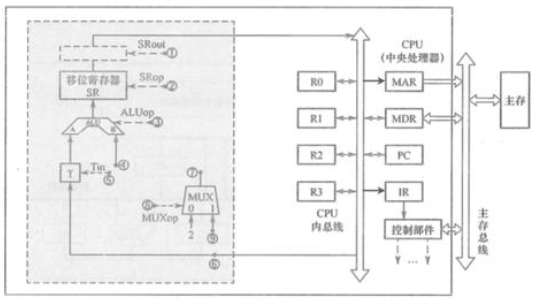 SRout
①
移位寄存器
SR
SRop
②
ALUop
③
ALU
A
B
T
Tin
④
⑤
⑦
MUX
0 1
⑧
MUXop
2
⑨
⑥
CPU
(中央处理器)
R0
MAR
R1
MDR
R2
PC
R3
IR
CPU
内总线
控制部件
...
主存
主存总线